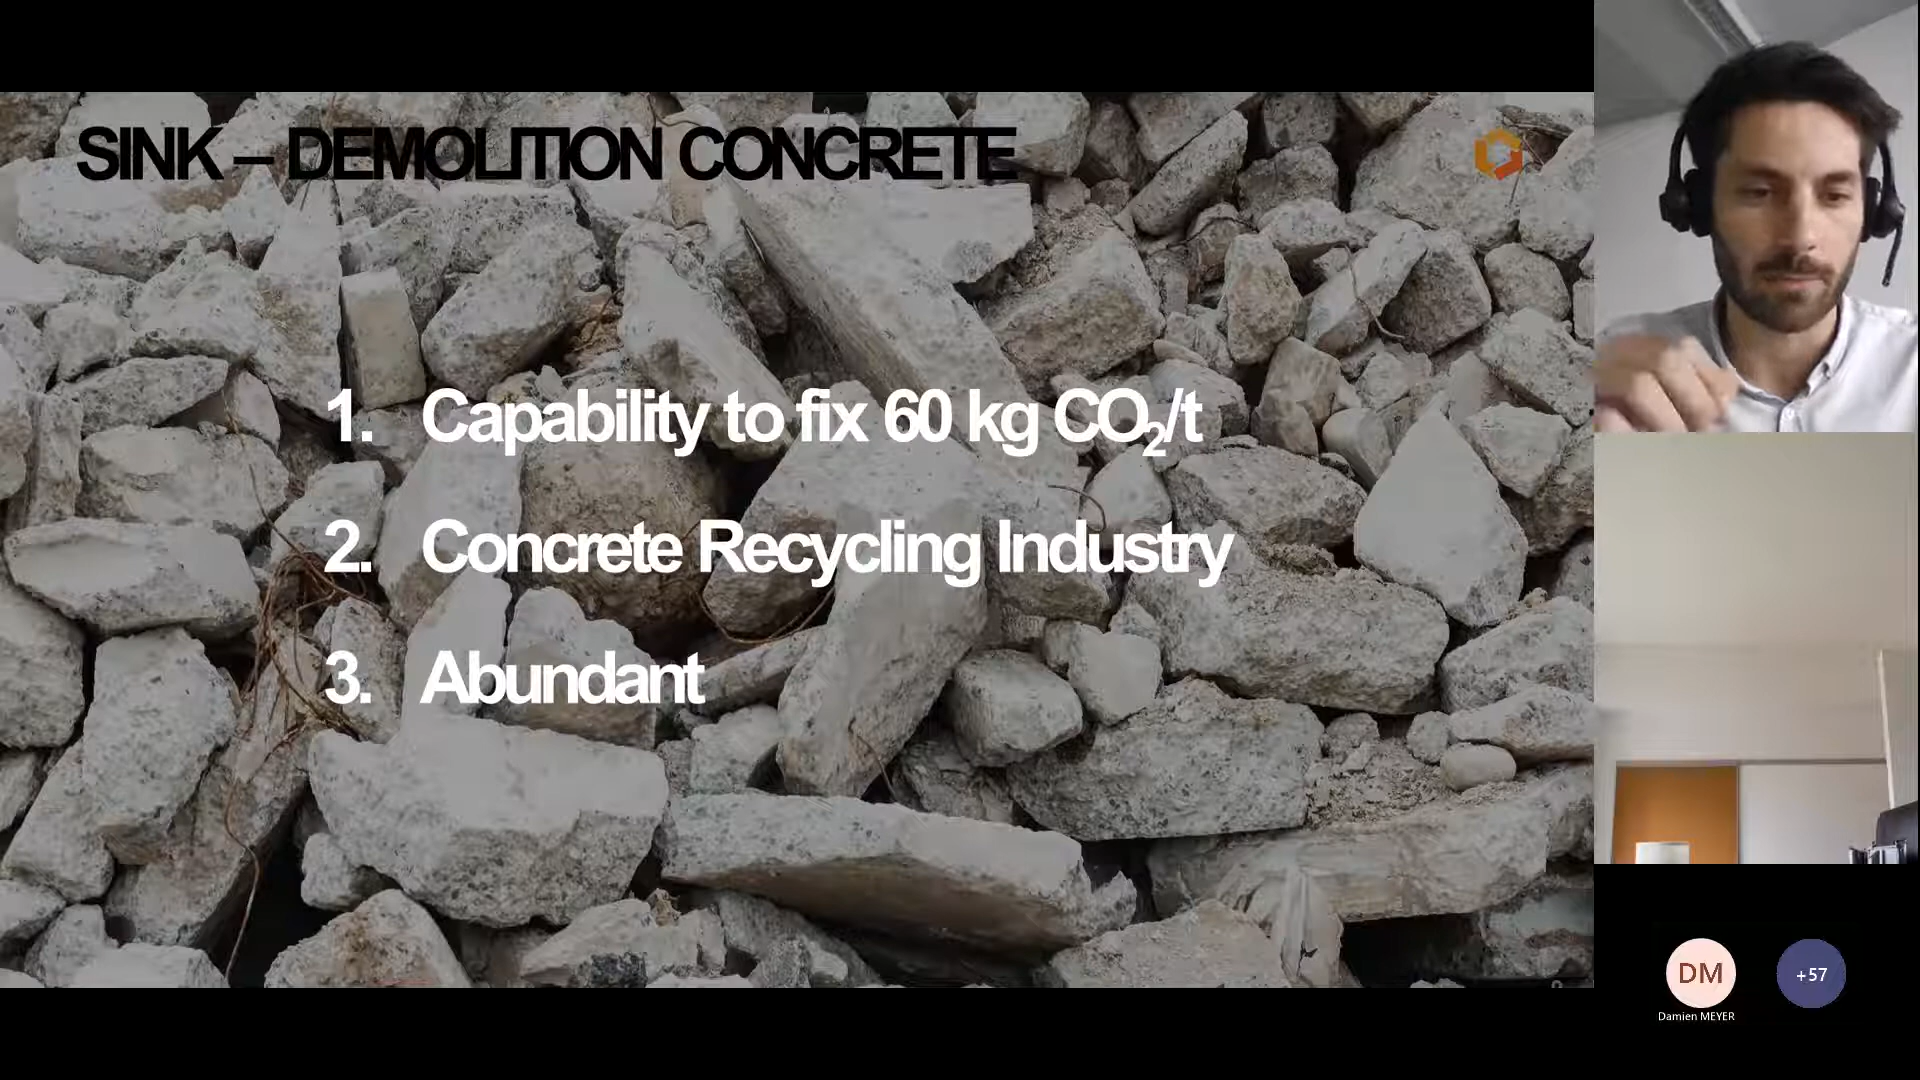 SINK – DEMOLITION CONCRETE
1. Capability to fix 60 kg CO₂/t
2. Concrete Recycling Industry
3. Abundant
DM
+57
Damien MEYER